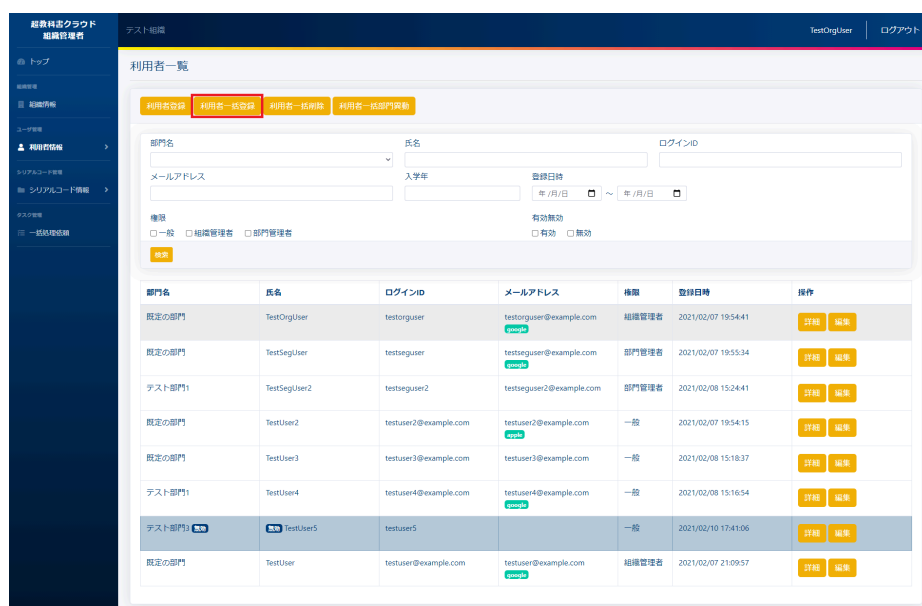 超教科書クラウド
組織管理者
テスト組織
TestOrgUser
ログアウト
トップ
組織管理
組織情報
ユーザ管理
利用者情報
シリアルコード管理
シリアルコード情報
タスク管理
一括処理依頼
利用者一覧
利用者登録 利用者一括登録 利用者一括削除 利用者一括部門異動
部門名 氏名 ログインID
メールアドレス 入学年 登録日時
年 /月/日 ～ 年 /月/日
権限 有効無効
一般 組織管理者 部門管理者 有効 無効
検索
部門名 氏名 ログインID メールアドレス 権限 登録日時 操作
既定の部門 TestOrgUser testorguser testorguser@example.com 組織管理者 2021/02/07 19:54:41 詳細 編集
google
既定の部門 TestSegUser testseguser testseguser@example.com 部門管理者 2021/02/07 19:55:34 詳細 編集
google
テスト部門1 TestSegUser2 testseguser2 testseguser2@example.com 部門管理者 2021/02/08 15:24:41 詳細 編集
既定の部門 TestUser2 testuser2@example.com testuser2@example.com 一般 2021/02/07 19:54:15 詳細 編集
apple
既定の部門 TestUser3 testuser3@example.com testuser3@example.com 一般 2021/02/08 15:18:37 詳細 編集
テスト部門1 TestUser4 testuser4@example.com testuser4@example.com 一般 2021/02/08 15:16:54 詳細 編集
google
テスト部門3 無効 無効 TestUser5 testuser5 一般 2021/02/10 17:41:06 詳細 編集
既定の部門 TestUser testuser@example.com testuser@example.com 組織管理者 2021/02/07 21:09:57 詳細 編集
google